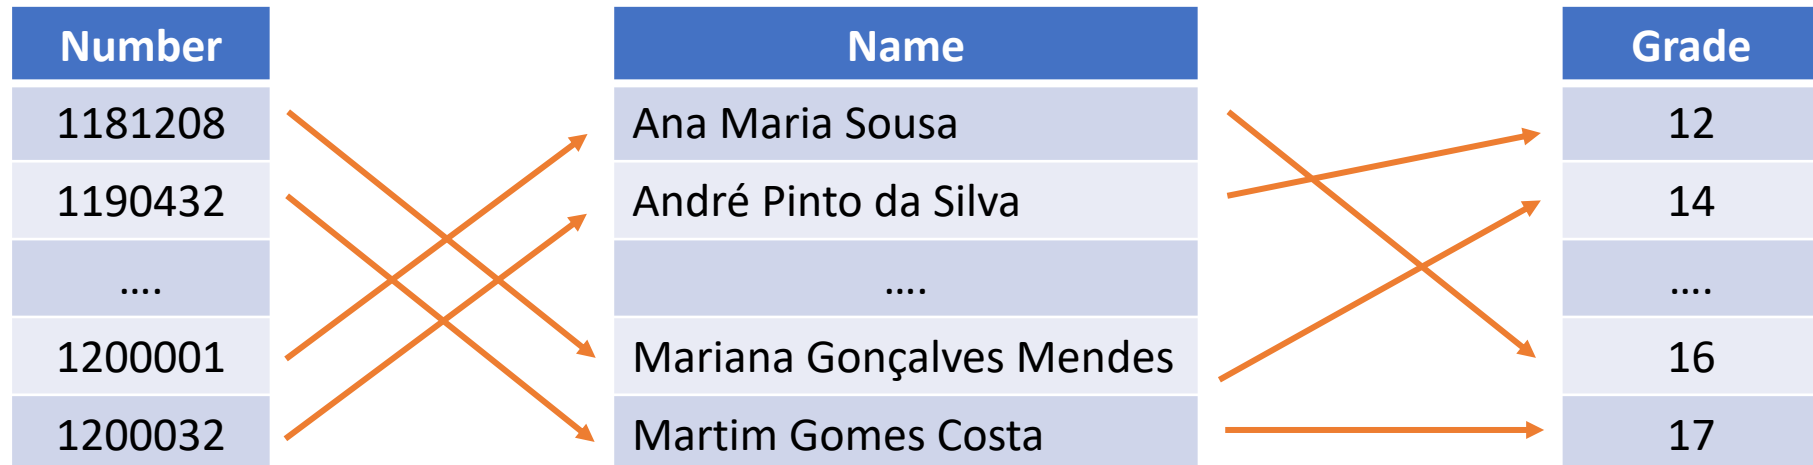 Number Name Grade
1181208 Ana Maria Sousa 12
1190432 André Pinto da Silva 14
.... .... ....
1200001 Mariana Gonçalves Mendes 16
1200032 Martim Gomes Costa 17